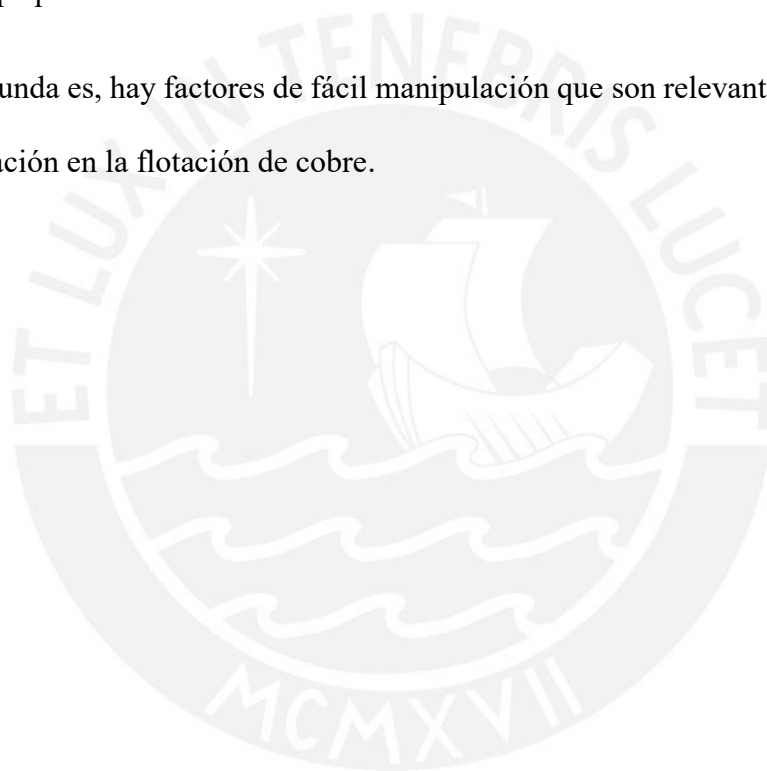 unda es, hay factores de fácil manipulación que son relevant
ación en la flotación de cobre.
ET LUX IN TENEBRIS LUCET
MCMXVII